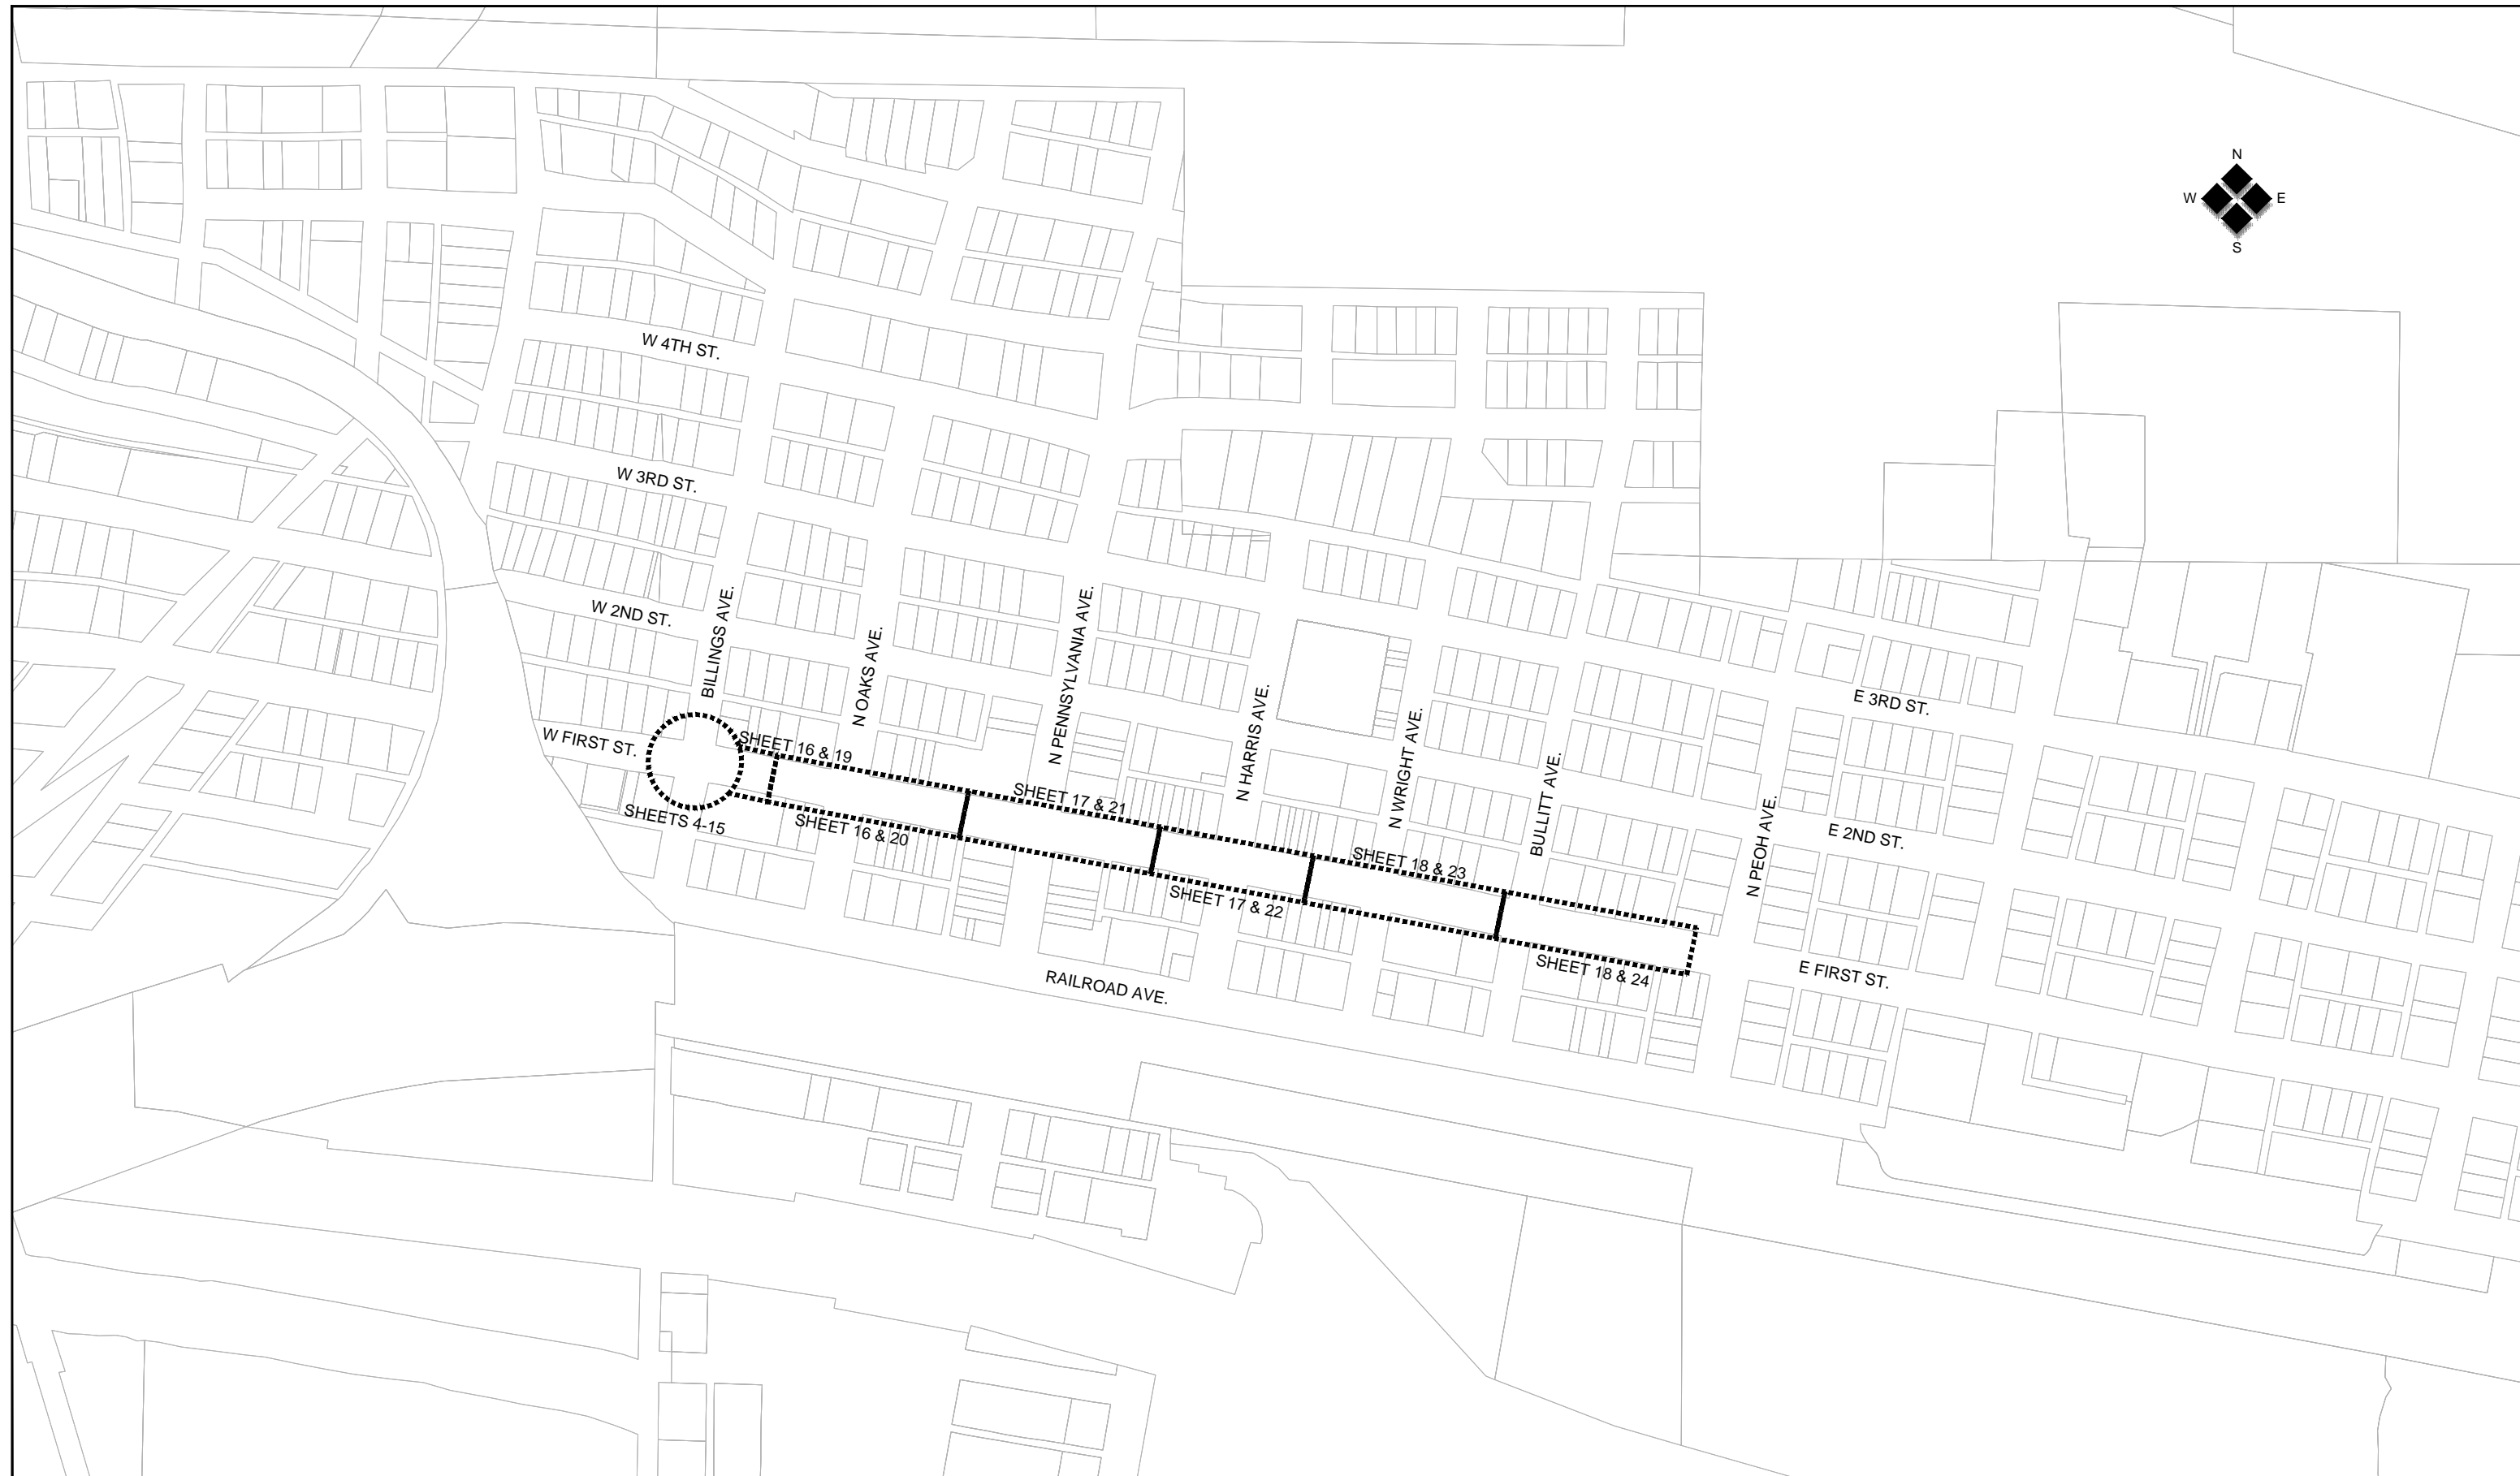 N
W
E
S
W 4TH ST.
W 3RD ST.
W 2ND ST.
BILLINGS AVE.
N OAKS AVE.
N PENNSYLVANIA AVE.
N HARRIS AVE.
N WRIGHT AVE.
BULLITT AVE.
N PEOH AVE.
E 3RD ST.
E 2ND ST.
E FIRST ST.
W FIRST ST.
SHEET 16 & 19
SHEET 17 & 21
SHEETS 4-15
SHEET 16 & 20
SHEET 18 & 23
SHEET 17 & 22
SHEET 18 & 24
RAILROAD AVE.